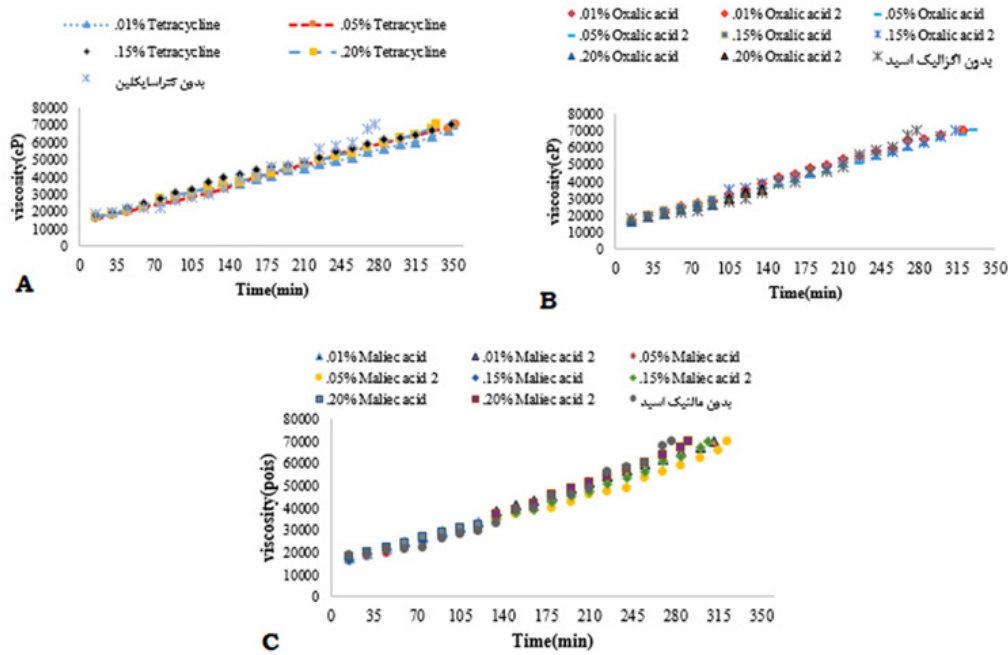 .01% Tetracycline .05% Tetracycline
.15% Tetracycline .20% Tetracycline
بدون تتراسایکلین
80000
70000
60000
50000
40000
30000
20000
10000
0
viscosity(cP)
0 35 70 105 140 175 210 245 280 315 350
Time(min)
A
.01% Oxalic acid .01% Oxalic acid 2 .05% Oxalic acid
.05% Oxalic acid 2 .15% Oxalic acid .15% Oxalic acid 2
.20% Oxalic acid .20% Oxalic acid 2 بدون اگزالیک اسید
80000
70000
60000
50000
40000
30000
20000
10000
0
viscosity(cP)
0 35 70 105 140 175 210 245 280 315 350
Time(min)
B
.01% Maliec acid .01% Maliec acid 2 .05% Maliec acid
.05% Maliec acid 2 .15% Maliec acid .15% Maliec acid 2
.20% Maliec acid .20% Maliec acid 2 بدون مالئیک اسید
80000
70000
60000
50000
40000
30000
20000
10000
0
viscosity(pois)
0 35 70 105 140 175 210 245 280 315 350
Time(min)
C